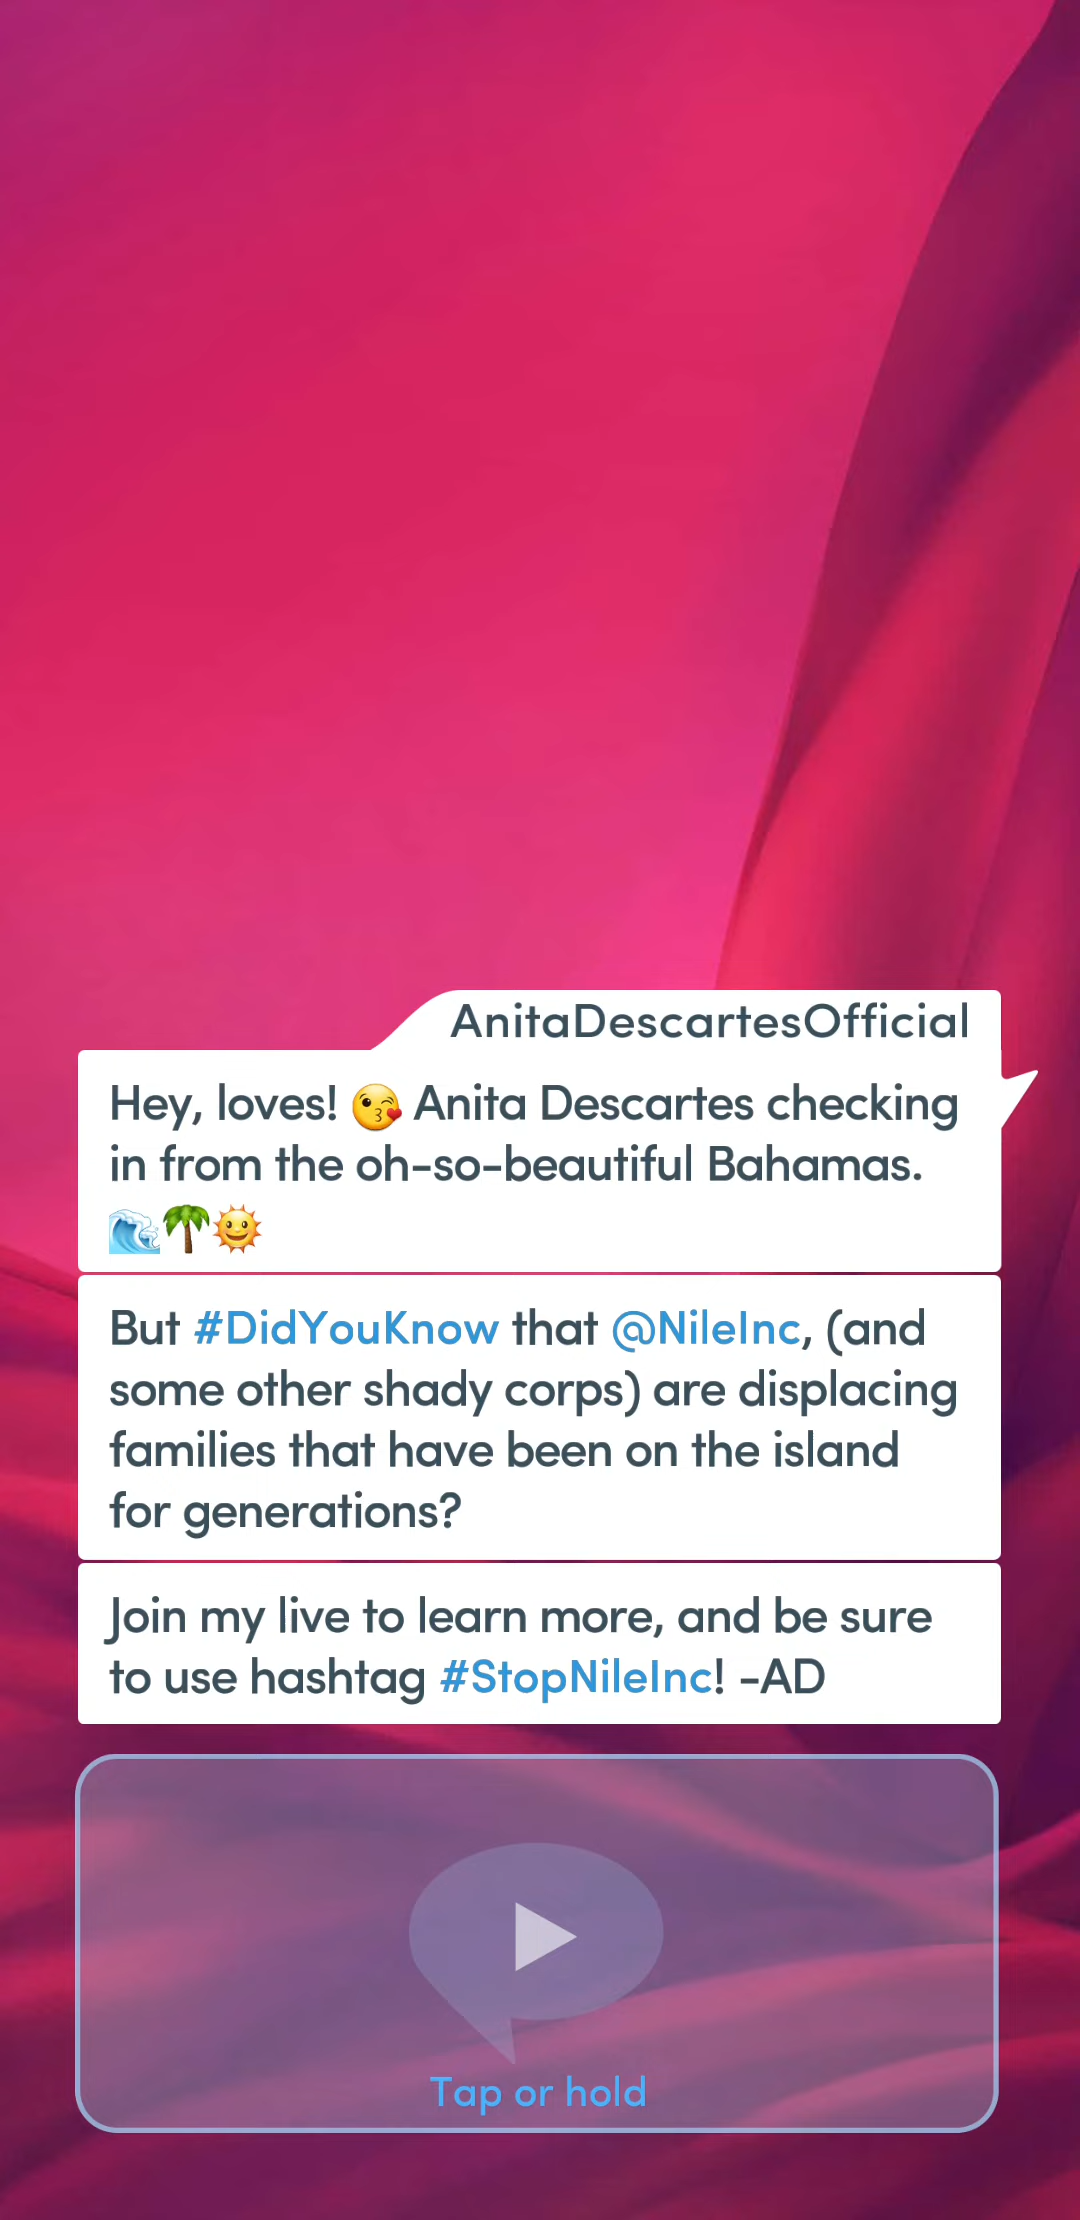 AnitaDescartesOfficial
Hey, loves! 😘 Anita Descartes checking
in from the oh-so-beautiful Bahamas.
🌊🌴🌞
But #DidYouKnow that @NileInc, (and
some other shady corps) are displacing
families that have been on the island
for generations?
Join my live to learn more, and be sure
to use hashtag #StopNileInc! -AD
Tap or hold